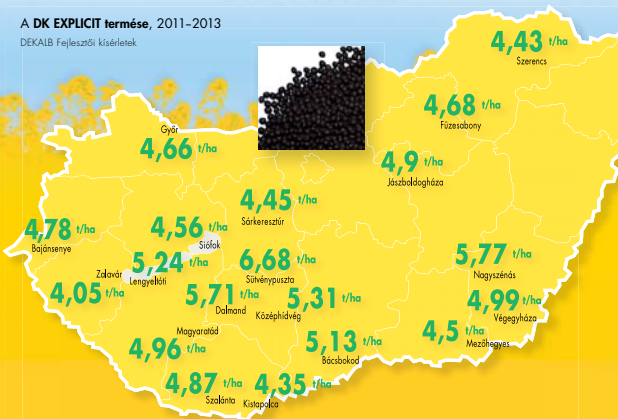 A DK EXPLICIT termése, 2011–2013
DEKALB Fejlesztői kísérletek
4,43 t/ha
Szerencs
4,68 t/ha
Füzesabony
Győr
4,66 t/ha
4,9 t/ha
Jászboldogháza
4,45 t/ha
Sárkeresztúr
4,78 t/ha
Bajánsenye
4,56 t/ha
Siófok
5,24 t/ha
Lengyeltóti
6,68 t/ha
Sütvénypuszta
5,77 t/ha
Nagyszénás
Zalavár
4,05 t/ha
5,71 t/ha
Dalmand
5,31 t/ha
Középhídvég
4,99 t/ha
Végegyháza
4,5 t/ha
Mezőhegyes
Magyaratád
4,96 t/ha
5,13 t/ha
Bácsbokod
4,87 t/ha
Szalánta
4,35 t/ha
Kistapolca